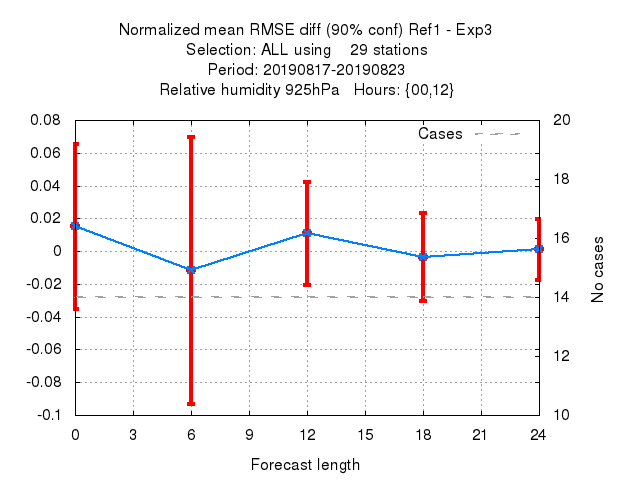 Normalized mean RMSE diff (90% conf) Ref1 - Exp3
Selection: ALL using    29 stations
Period: 20190817-20190823
Relative humidity 925hPa   Hours: {00,12}
Cases
0.08
0.06
0.04
0.02
0
-0.02
-0.04
-0.06
-0.08
-0.1
20
18
16
14
12
10
No cases
0 3 6 9 12 15 18 21 24
Forecast length